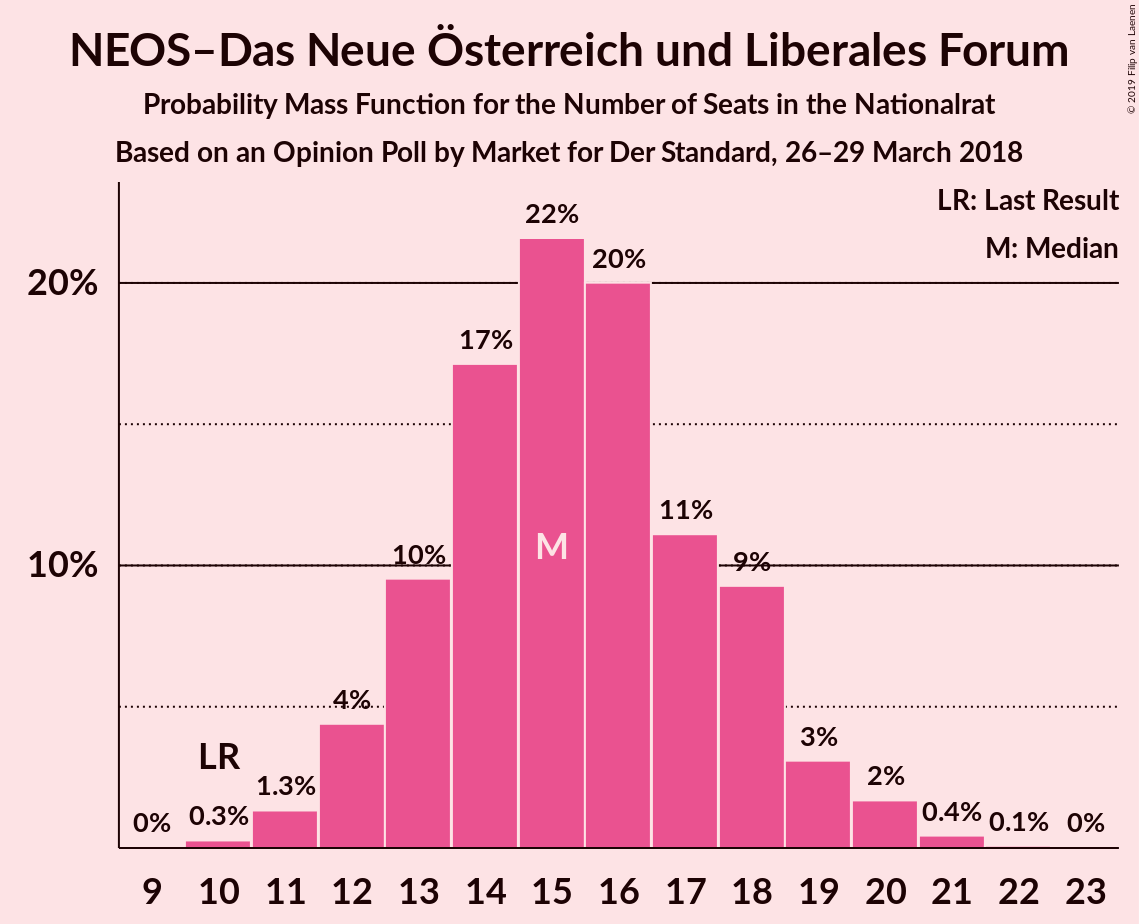 NEOS–Das Neue Österreich und Liberales Forum
Probability Mass Function for the Number of Seats in the Nationalrat
Based on an Opinion Poll by Market for Der Standard, 26–29 March 2018
© 2019 Filip van Laenen
LR: Last Result
M: Median
22%
20%
20%
17%
11%
10%
10%
9%
M
4%
LR
3%
2%
1.3%
0%
0.3%
0.4%
0.1%
0%
9 10 11 12 13 14 15 16 17 18 19 20 21 22 23